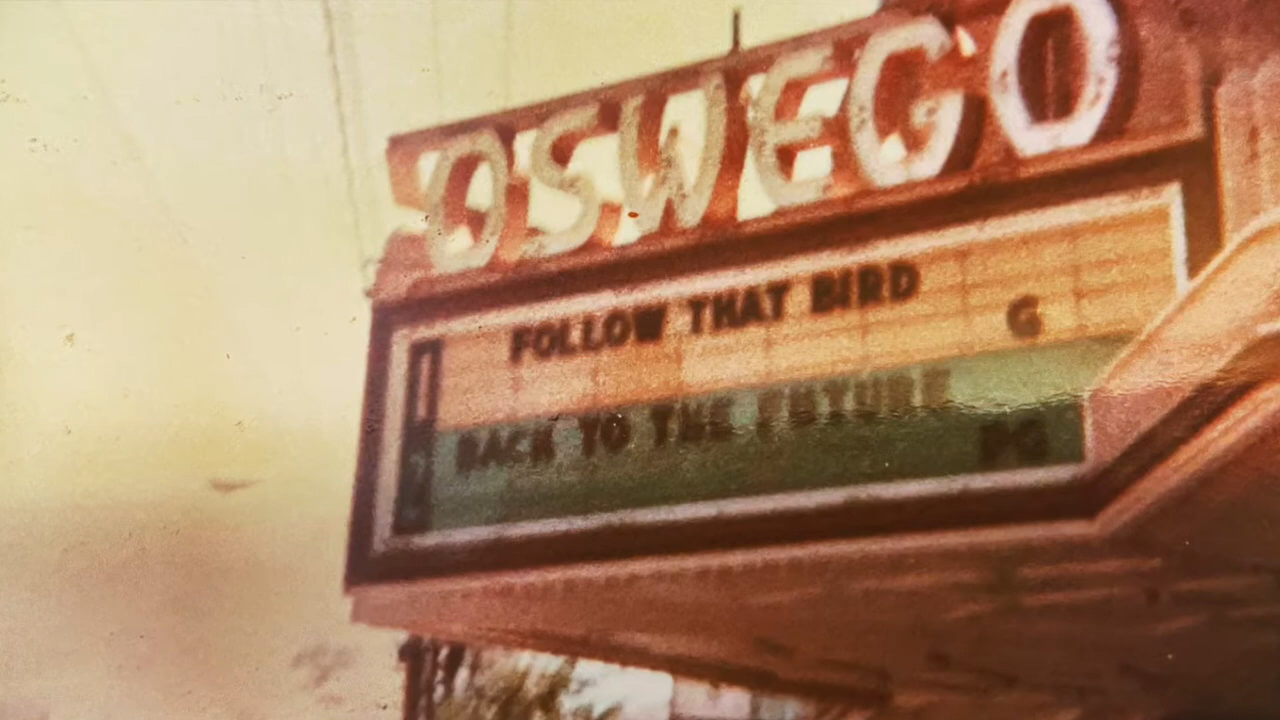 OSWEGO
FOLLOW THAT BIRD
G
BACK TO THE FUTURE
PG